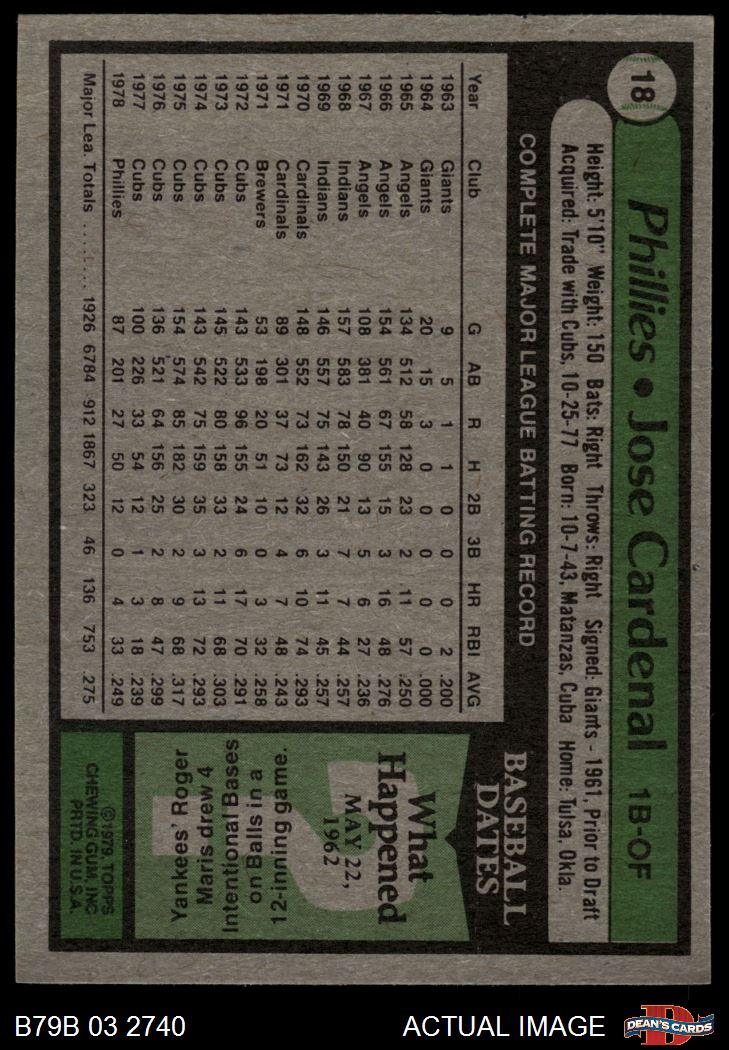 18
Phillies • Jose Cardenal 1B-OF
Height: 5'10" Weight: 150 Bats: Right Throws: Right Signed: Giants - 1961, Prior to Draft
Acquired: Trade with Cubs, 10-25-77 Born: 10-7-43, Matanzas, Cuba Home: Tulsa, Okla.
COMPLETE MAJOR LEAGUE BATTING RECORD
Year Club G AB R H 2B 3B HR RBI AVG
1963 Giants 9 5 1 1 0 0 0 2 .200
1964 Giants 20 15 3 0 0 0 0 0 .000
1965 Angels 134 512 58 128 23 2 11 57 .250
1966 Angels 154 561 67 155 15 3 16 48 .276
1967 Angels 108 381 40 90 13 5 6 27 .236
1968 Indians 157 583 78 150 21 7 7 44 .257
1969 Indians 146 557 75 143 26 3 11 45 .257
1970 Cardinals 148 552 73 162 32 6 10 74 .293
1971 Cardinals 89 301 37 73 12 4 7 48 .243
1971 Brewers 53 198 20 51 10 0 3 32 .258
1972 Cubs 143 533 96 155 24 6 17 70 .291
1973 Cubs 145 522 80 158 33 2 11 68 .303
1974 Cubs 143 542 75 159 35 3 13 72 .293
1975 Cubs 154 574 85 182 30 2 9 68 .317
1976 Cubs 136 521 64 156 25 2 8 47 .299
1977 Cubs 100 226 33 54 12 1 3 18 .239
1978 Phillies 87 201 27 50 12 0 4 33 .249
Major Lea. Totals ....... 1926 6784 912 1867 323 46 136 753 .275
BASEBALL
DATES
What
Happened
MAY 22,
1962
12-inning game.
on Balls in a
Intentional Bases
Maris drew 4
Yankees' Roger
© 1979, TOPPS
CHEWING GUM, INC.
PRTD. IN U.S.A.
B79B 03 2740
ACTUAL IMAGE
DEAN'S CARDS